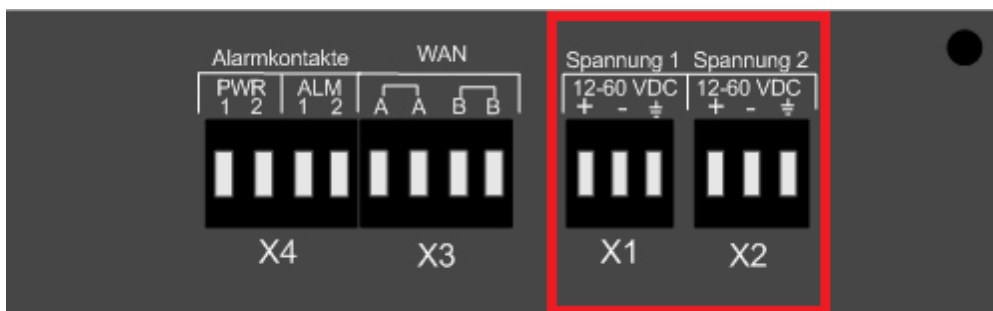 Alarmkontakte WAN Spannung 1 Spannung 2
PWR ALM 12-60 VDC 12-60 VDC
1 2 1 2 A A B B + - ⏚ + - ⏚
X4 X3 X1 X2